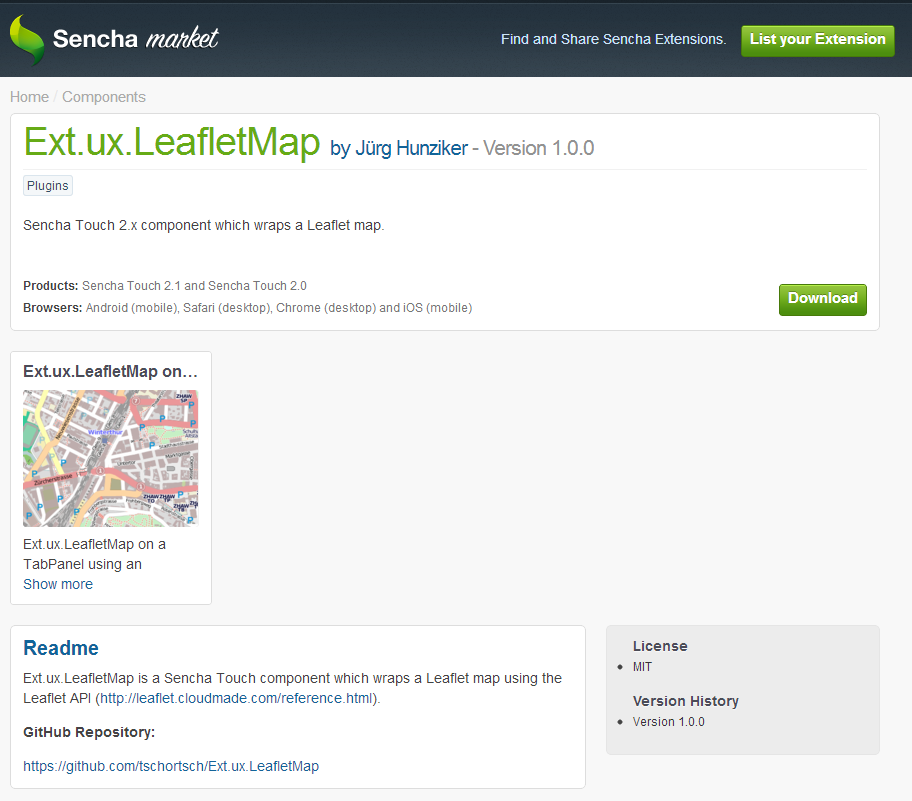 Sencha market
Find and Share Sencha Extensions.
List your Extension
Home / Components
Ext.ux.LeafletMap by Jürg Hunziker - Version 1.0.0
Plugins
Sencha Touch 2.x component which wraps a Leaflet map.
Products: Sencha Touch 2.1 and Sencha Touch 2.0
Browsers: Android (mobile), Safari (desktop), Chrome (desktop) and iOS (mobile)
Download
Ext.ux.LeafletMap on...
Winterthur
Zürcherstrasse
Ext.ux.LeafletMap on a
TabPanel using an
Show more
Readme
Ext.ux.LeafletMap is a Sencha Touch component which wraps a Leaflet map using the
Leaflet API (http://leaflet.cloudmade.com/reference.html).
GitHub Repository:
https://github.com/tschortsch/Ext.ux.LeafletMap
License
MIT
Version History
Version 1.0.0